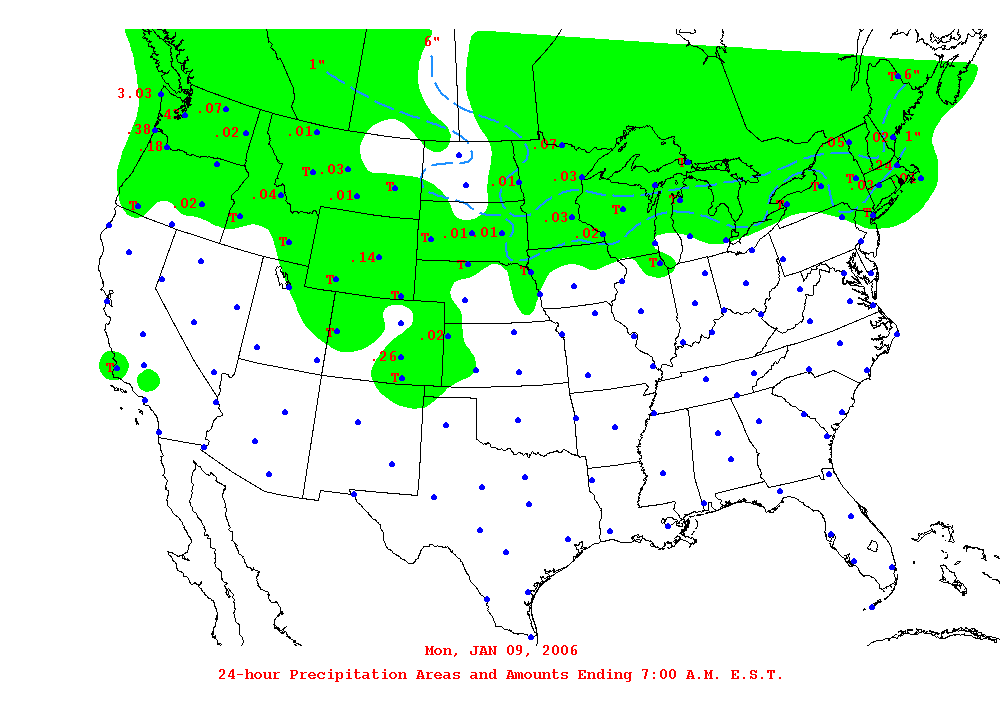 6"
1"
T 6"
3.03
.07
.38
.02
.01
.07
.05
.02
1"
.18
T
.24
T
.03
T
.01
.03
T
T
.03
.04
.01
T
T
.02
T
.03
T
T
T
.02
T
T
.01
.01
T
.14
T
T
T
T
T
T
.02
.26
T
T
Mon, JAN 09, 2006
24-hour Precipitation Areas and Amounts Ending 7:00 A.M. E.S.T.